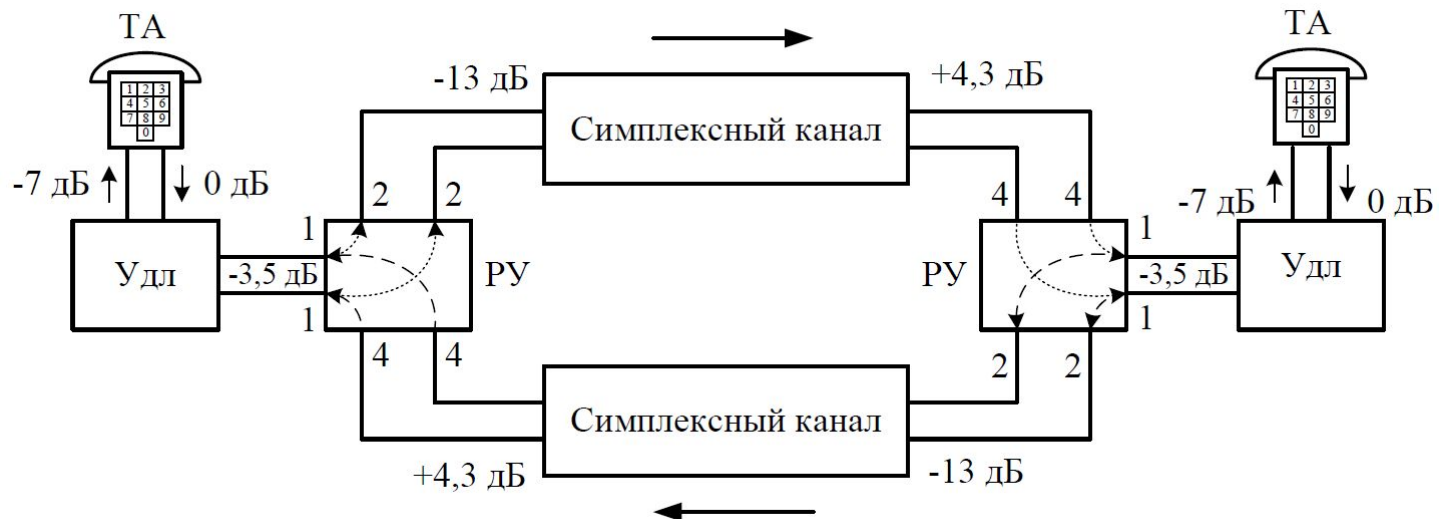 ТА
ТА
1 2 3
4 5 6
7 8 9
0
1 2 3
4 5 6
7 8 9
0
-13 дБ
Симплексный канал
+4,3 дБ
-7 дБ
0 дБ
-7 дБ
0 дБ
2
2
4
4
1
1
Удл
-3,5 дБ
РУ
РУ
-3,5 дБ
Удл
1
1
4
4
2
2
Симплексный канал
+4,3 дБ
-13 дБ